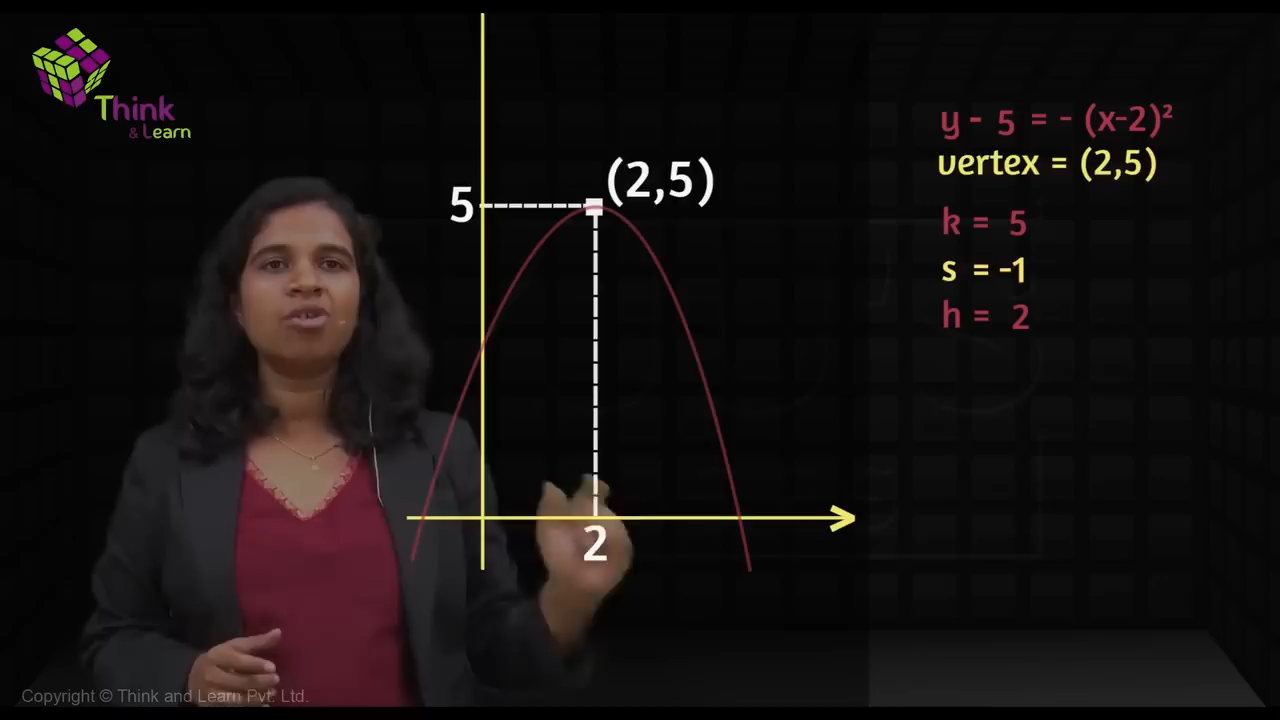 Think
& Learn
y - 5 = - (x-2)²
vertex = (2,5)
k = 5
s = -1
h = 2
(2,5)
5
2
Copyright © Think and Learn Pvt. Ltd.